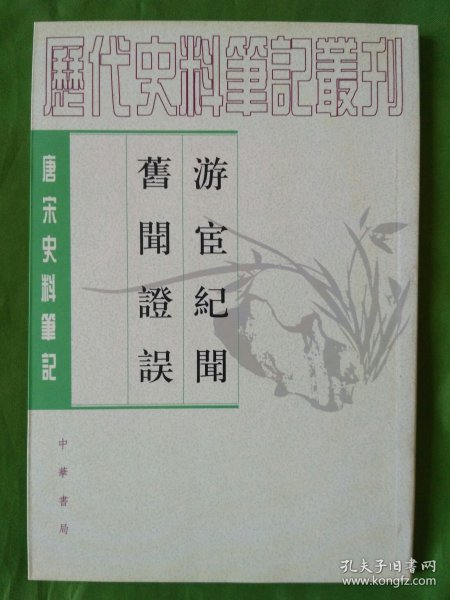 歷代史料筆記叢刊
游宦紀聞
舊聞證誤
唐宋史料筆記
中華書局
孔夫子旧书网
www.kongfz.com